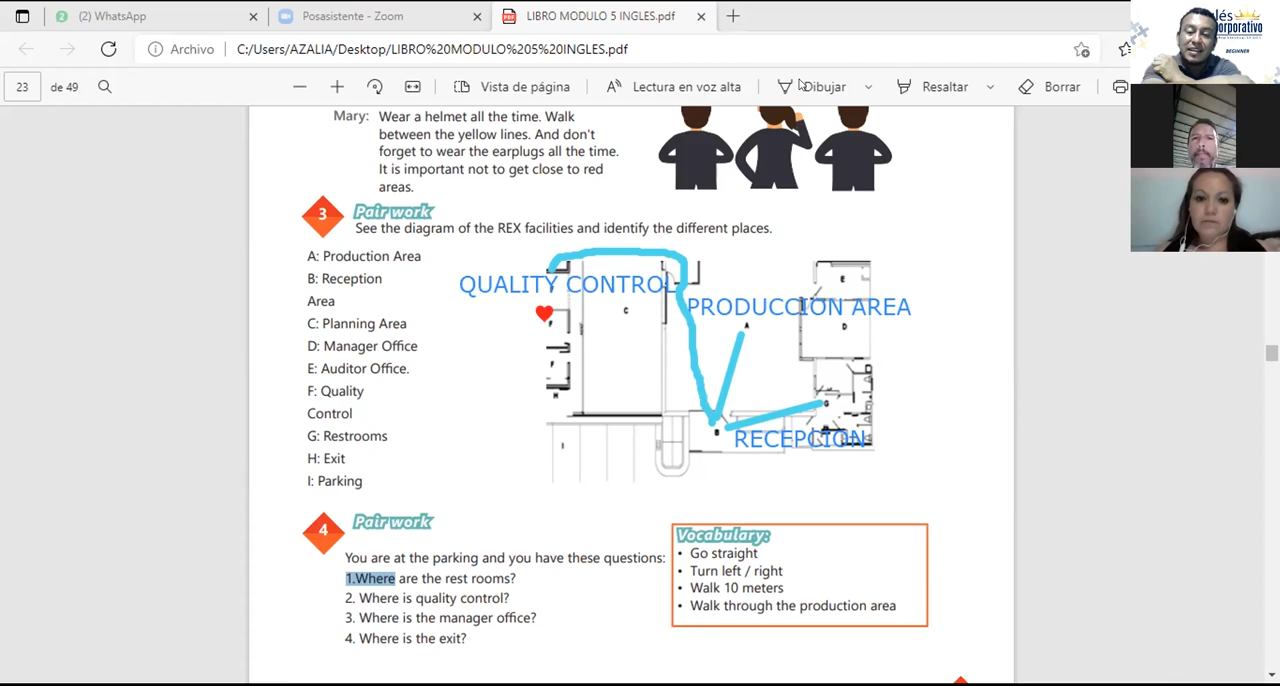 (2) WhatsApp
Posasistente - Zoom
LIBRO MODULO 5 INGLES.pdf
Archivo
C:/Users/AZALIA/Desktop/LIBRO%20MODULO%205%20INGLES.pdf
23
de 49
Vista de página
Lectura en voz alta
Dibujar
Resaltar
Borrar
orporativo
BEGINNER
Mary: Wear a helmet all the time. Walk
between the yellow lines. And don't
forget to wear the earplugs all the time.
It is important not to get close to red
areas.
3
Pair work
See the diagram of the REX facilities and identify the different places.
A: Production Area
B: Reception
Area
C: Planning Area
D: Manager Office
E: Auditor Office.
F: Quality
Control
G: Restrooms
H: Exit
I: Parking
QUALITY CONTROL
PRODUCCION AREA
RECEPCION
F
F
H
C
I
A
B
E
D
G
4
Pair work
You are at the parking and you have these questions:
1.Where are the rest rooms?
2. Where is quality control?
3. Where is the manager office?
4. Where is the exit?
Vocabulary:
• Go straight
• Turn left / right
• Walk 10 meters
• Walk through the production area